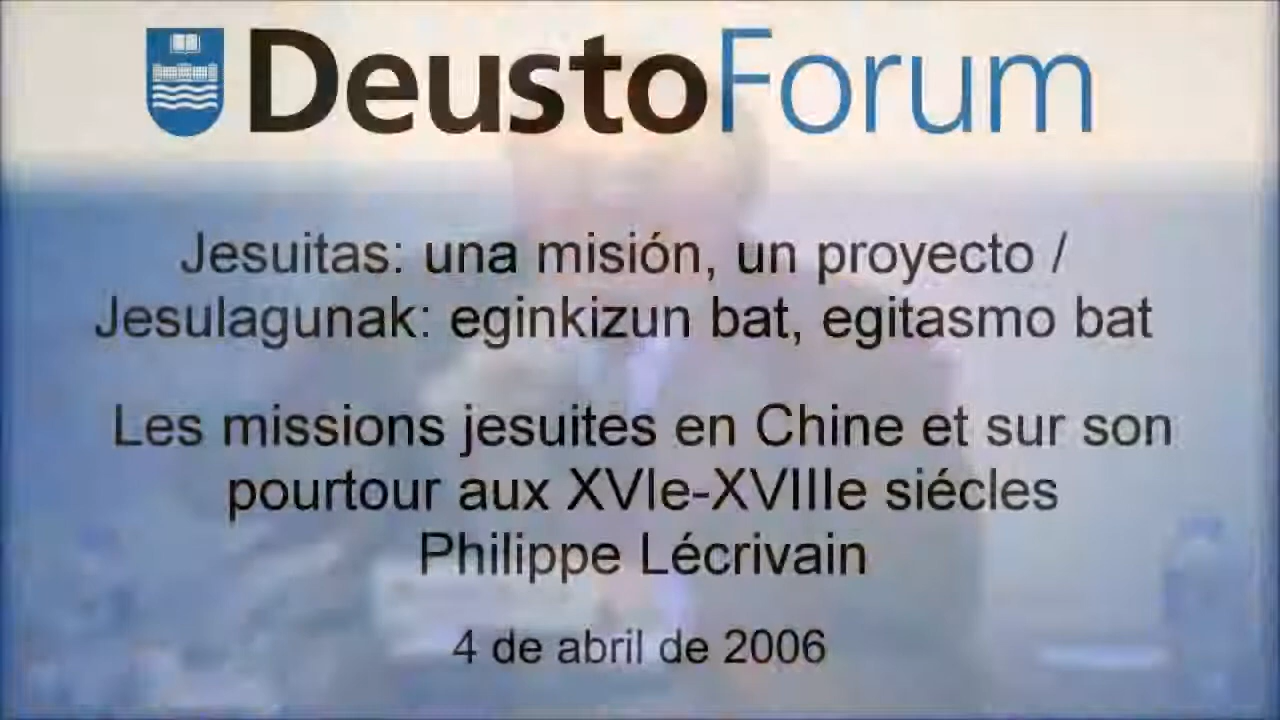 DeustoForum
Jesuitas: una misión, un proyecto /
Jesulagunak: eginkizun bat, egitasmo bat
Les missions jesuites en Chine et sur son
pourtour aux XVIe-XVIIIe siécles
Philippe Lécrivain
4 de abril de 2006